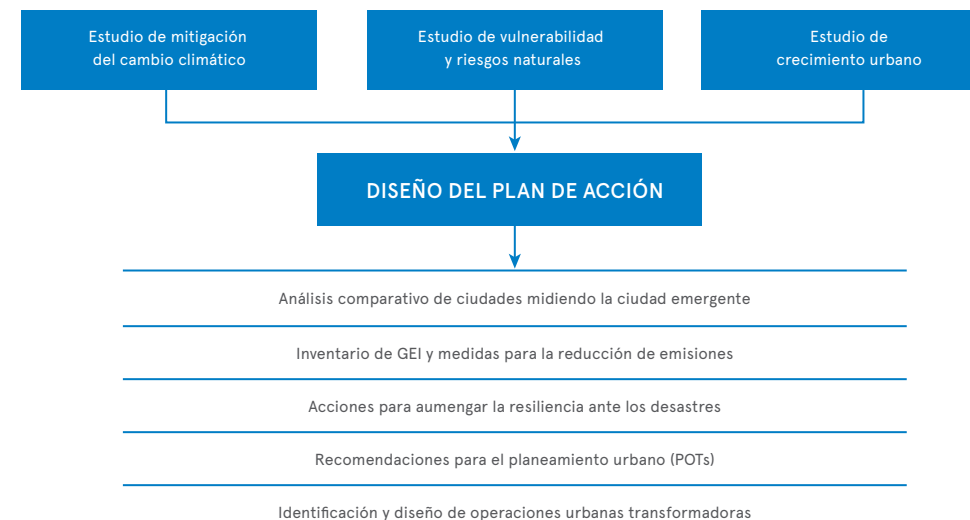 Estudio de mitigación
del cambio climático
Estudio de vulnerabilidad
y riesgos naturales
Estudio de
crecimiento urbano
DISEÑO DEL PLAN DE ACCIÓN
Análisis comparativo de ciudades midiendo la ciudad emergente
Inventario de GEI y medidas para la reducción de emisiones
Acciones para aumengar la resiliencia ante los desastres
Recomendaciones para el planeamiento urbano (POTs)
Identificación y diseño de operaciones urbanas transformadoras